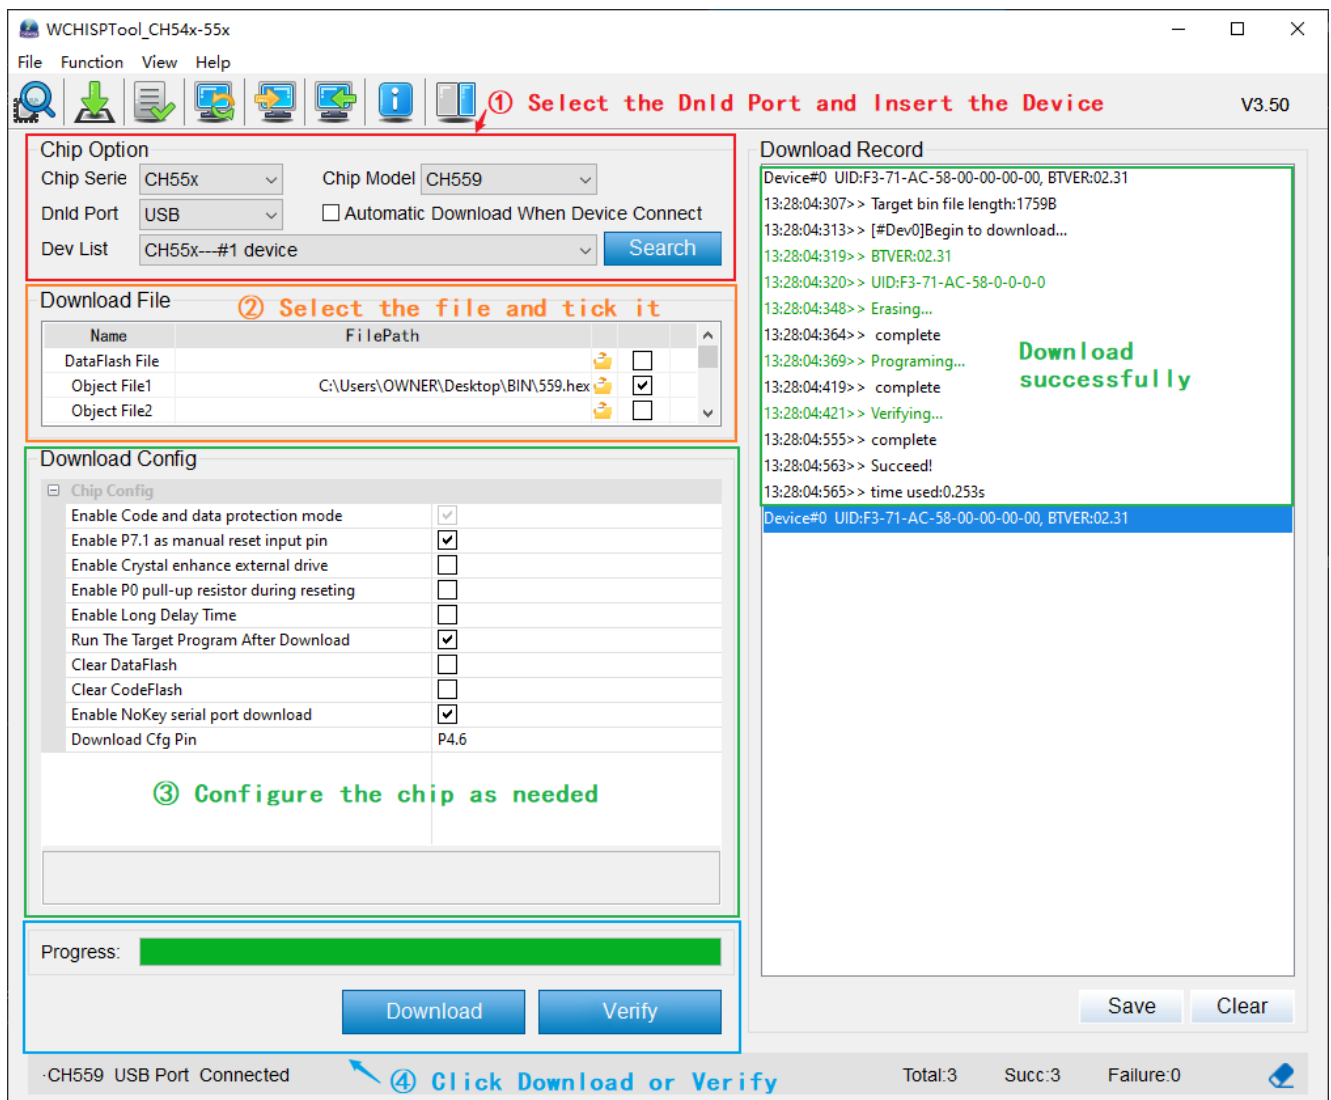 WCHISPTool_CH54x-55x
File Function View Help
① Select the Dnld Port and Insert the Device
V3.50
Chip Option
Chip Serie CH55x Chip Model CH559
Dnld Port USB Automatic Download When Device Connect
Dev List CH55x---#1 device Search
Download File
② Select the file and tick it
Name FilePath
DataFlash File
Object File1 C:\Users\OWNER\Desktop\BIN\559.hex
Object File2
Download Config
Chip Config
Enable Code and data protection mode
Enable P7.1 as manual reset input pin
Enable Crystal enhance external drive
Enable P0 pull-up resistor during reseting
Enable Long Delay Time
Run The Target Program After Download
Clear DataFlash
Clear CodeFlash
Enable NoKey serial port download
Download Cfg Pin P4.6
③ Configure the chip as needed
Progress:
Download Verify
④ Click Download or Verify
Download Record
Device#0 UID:F3-71-AC-58-00-00-00-00, BTVER:02.31
13:28:04:307>> Target bin file length:1759B
13:28:04:313>> [#Dev0]Begin to download...
13:28:04:319>> BTVER:02.31
13:28:04:320>> UID:F3-71-AC-58-0-0-0-0
13:28:04:348>> Erasing...
13:28:04:364>> complete
13:28:04:369>> Programing...
13:28:04:419>> complete
13:28:04:421>> Verifying...
13:28:04:555>> complete
13:28:04:563>> Succeed!
13:28:04:565>> time used:0.253s
Download
successfully
Device#0 UID:F3-71-AC-58-00-00-00-00, BTVER:02.31
Save Clear
·CH559 USB Port Connected
Total:3 Succ:3 Failure:0